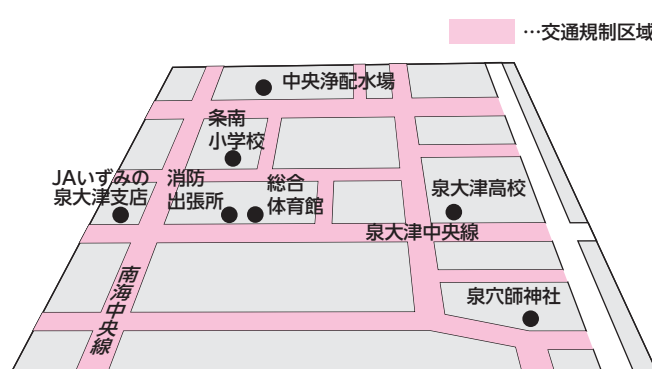 …交通規制区域
中央浄配水場
条南
小学校
JAいずみの
泉大津支店
消防
出張所
総合
体育館
泉大津高校
泉大津中央線
南海中央線
泉穴師神社